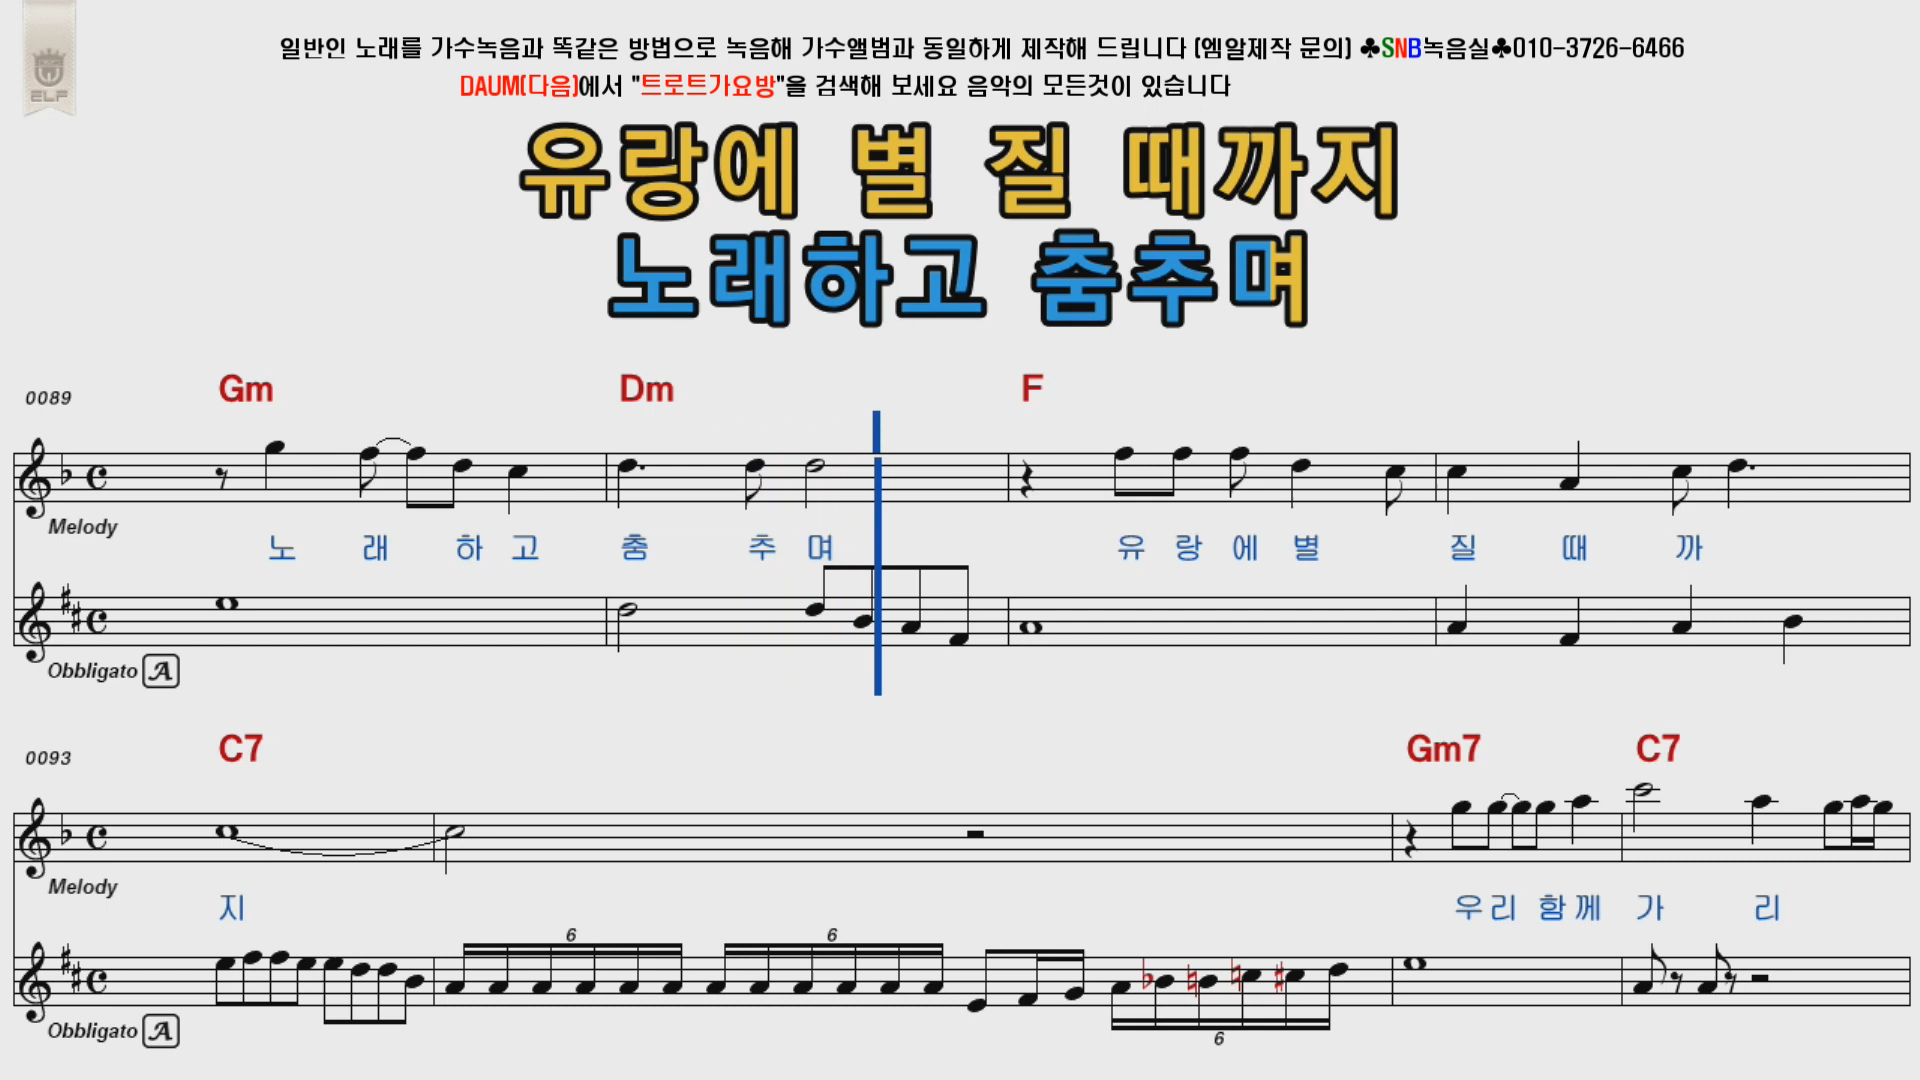 ELF
일반인 노래를 가수녹음과 똑같은 방법으로 녹음해 가수앨범과 동일하게 제작해 드립니다 (엠알제작 문의) ♣SNB녹음실♣010-3726-6466
DAUM(다음)에서 "트로트가요방"을 검색해 보세요 음악의 모든것이 있습니다
유랑에 별 질 때까지
노래하고 춤추며
0089 Gm Dm F
Melody
노 래 하 고 춤 추 며 유 랑 에 별 질 때 까
Obbligato A
0093 C7 Gm7 C7
Melody
지 우 리 함 께 가 리
6 6
Obbligato A
6